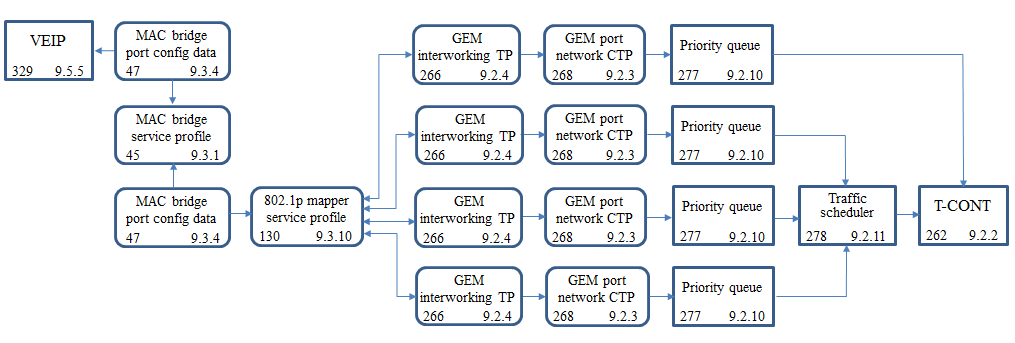 VEIP
329 9.5.5
MAC bridge
port config data
47 9.3.4
MAC bridge
service profile
45 9.3.1
MAC bridge
port config data
47 9.3.4
802.1p mapper
service profile
130 9.3.10
GEM
interworking TP
266 9.2.4
GEM port
network CTP
268 9.2.3
Priority queue
277 9.2.10
GEM
interworking TP
266 9.2.4
GEM port
network CTP
268 9.2.3
Priority queue
277 9.2.10
GEM
interworking TP
266 9.2.4
GEM port
network CTP
268 9.2.3
Priority queue
277 9.2.10
GEM
interworking TP
266 9.2.4
GEM port
network CTP
268 9.2.3
Priority queue
277 9.2.10
Traffic
scheduler
278 9.2.11
T-CONT
262 9.2.2